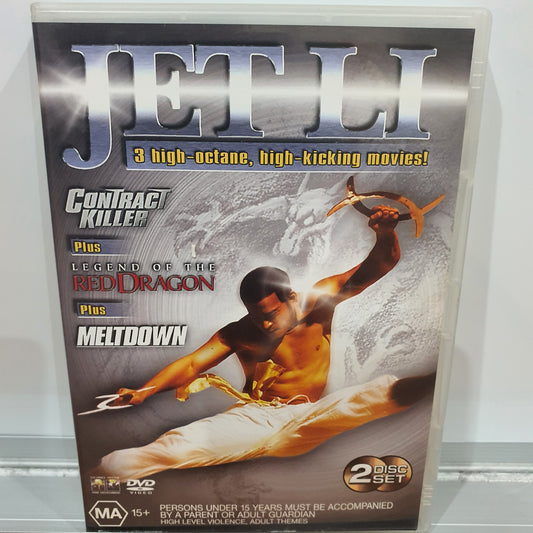 JET LI
3 high-octane, high-kicking movies!
CONTRACT
KILLER
Plus
LEGEND OF THE
RED DRAGON
Plus
MELTDOWN
2 DISC
SET
DVD
VIDEO
MA 15+
PERSONS UNDER 15 YEARS MUST BE ACCOMPANIED
BY A PARENT OR ADULT GUARDIAN
HIGH LEVEL VIOLENCE, ADULT THEMES